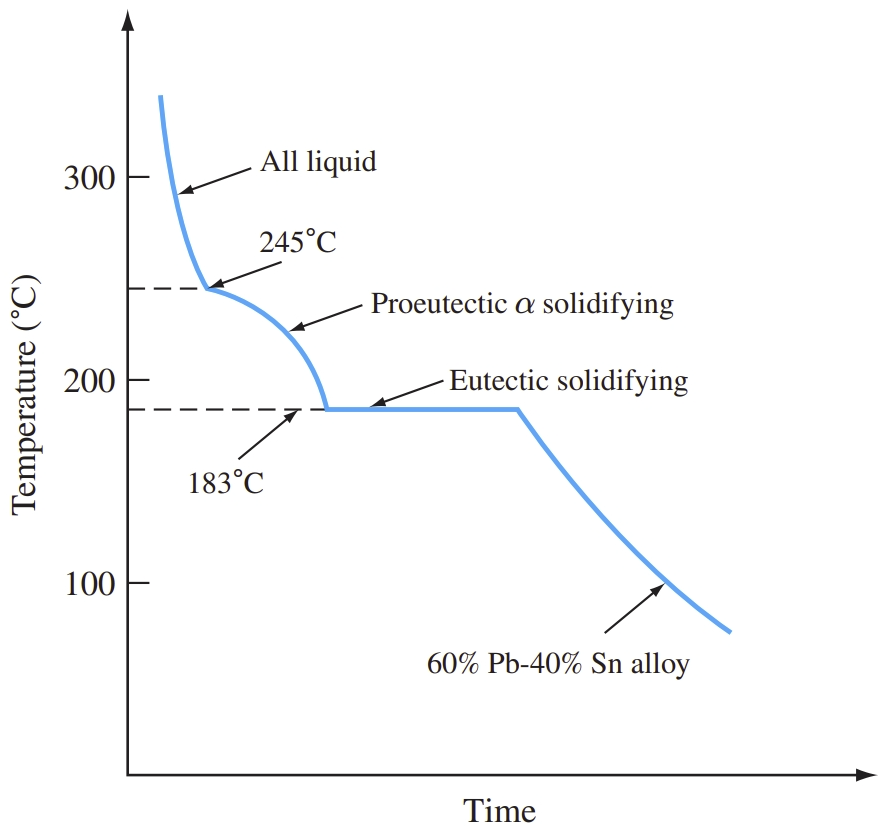 300
All liquid
245°C
Proeutectic α solidifying
200
Eutectic solidifying
183°C
100
60% Pb-40% Sn alloy
Temperature (°C)
Time